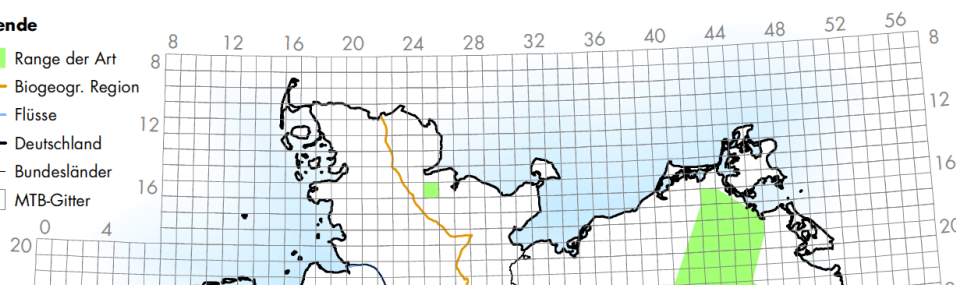 ende
Range der Art
Biogeogr. Region
Flüsse
Deutschland
Bundesländer
MTB-Gitter
8 12 16 20 24 28 32 36 40 44 48 52 56
8 8
12 12
16 16
0 4
20 20